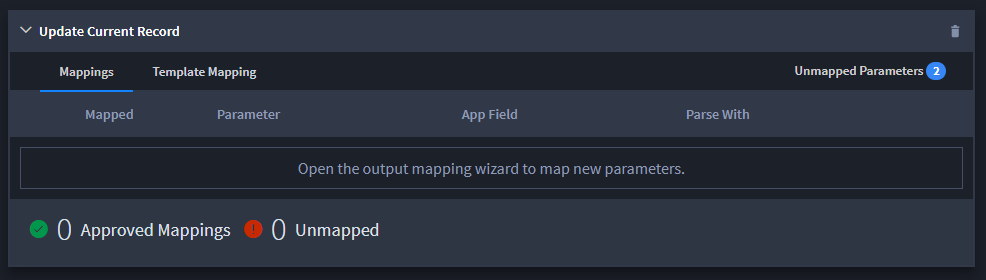 Update Current Record
Mappings Template Mapping Unmapped Parameters 2
Mapped Parameter App Field Parse With
Open the output mapping wizard to map new parameters.
0 Approved Mappings 0 Unmapped